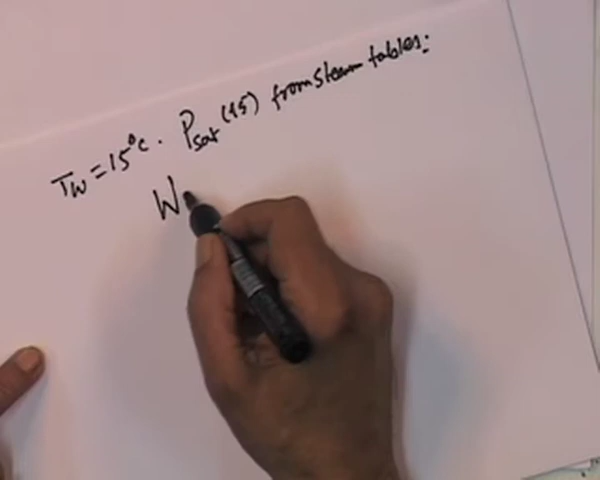 Tw = 15°c. Psat (15) from steam tables:
W